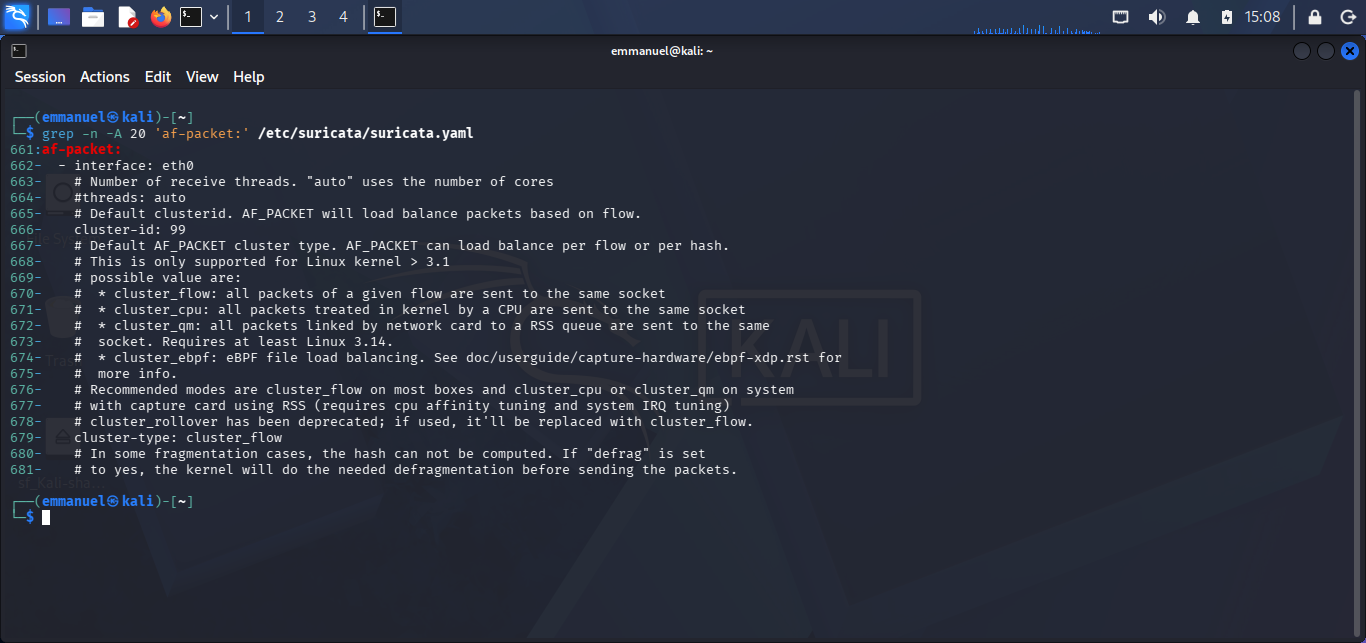 1 2 3 4 15:08
emmanuel@kali: ~
Session Actions Edit View Help
┌──(emmanuel㉿kali)-[~]
└─$ grep -n -A 20 'af-packet:' /etc/suricata/suricata.yaml
661:af-packet:
662-  - interface: eth0
663-    # Number of receive threads. "auto" uses the number of cores
664-    #threads: auto
665-    # Default clusterid. AF_PACKET will load balance packets based on flow.
666-    cluster-id: 99
667-    # Default AF_PACKET cluster type. AF_PACKET can load balance per flow or per hash.
668-    # This is only supported for Linux kernel > 3.1
669-    # possible value are:
670-    #  * cluster_flow: all packets of a given flow are sent to the same socket
671-    #  * cluster_cpu: all packets treated in kernel by a CPU are sent to the same socket
672-    #  * cluster_qm: all packets linked by network card to a RSS queue are sent to the same
673-    #  socket. Requires at least Linux 3.14.
674-    #  * cluster_ebpf: eBPF file load balancing. See doc/userguide/capture-hardware/ebpf-xdp.rst for
675-    #  more info.
676-    # Recommended modes are cluster_flow on most boxes and cluster_cpu or cluster_qm on system
677-    # with capture card using RSS (requires cpu affinity tuning and system IRQ tuning)
678-    # cluster_rollover has been deprecated; if used, it'll be replaced with cluster_flow.
679-    cluster-type: cluster_flow
680-    # In some fragmentation cases, the hash can not be computed. If "defrag" is set
681-    # to yes, the kernel will do the needed defragmentation before sending the packets.
┌──(emmanuel㉿kali)-[~]
└─$
KALI
sf_Kali-sha...